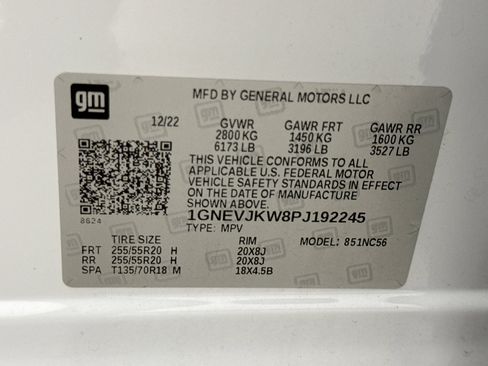 gm
MFD BY GENERAL MOTORS LLC
12/22 GVWR GAWR FRT GAWR RR
2800 KG 1450 KG 1600 KG
6173 LB 3196 LB 3527 LB
THIS VEHICLE CONFORMS TO ALL
APPLICABLE U.S. FEDERAL MOTOR
VEHICLE SAFETY STANDARDS IN EFFECT
ON THE DATE OF MANUFACTURE
SHOWN ABOVE.
8624 1GNEVJKW8PJ192245
TYPE: MPV MODEL: 851NC56
TIRE SIZE RIM
FRT 255/55R20 H 20X8J
RR 255/55R20 H 20X8J
SPA T135/70R18 M 18X4.5B